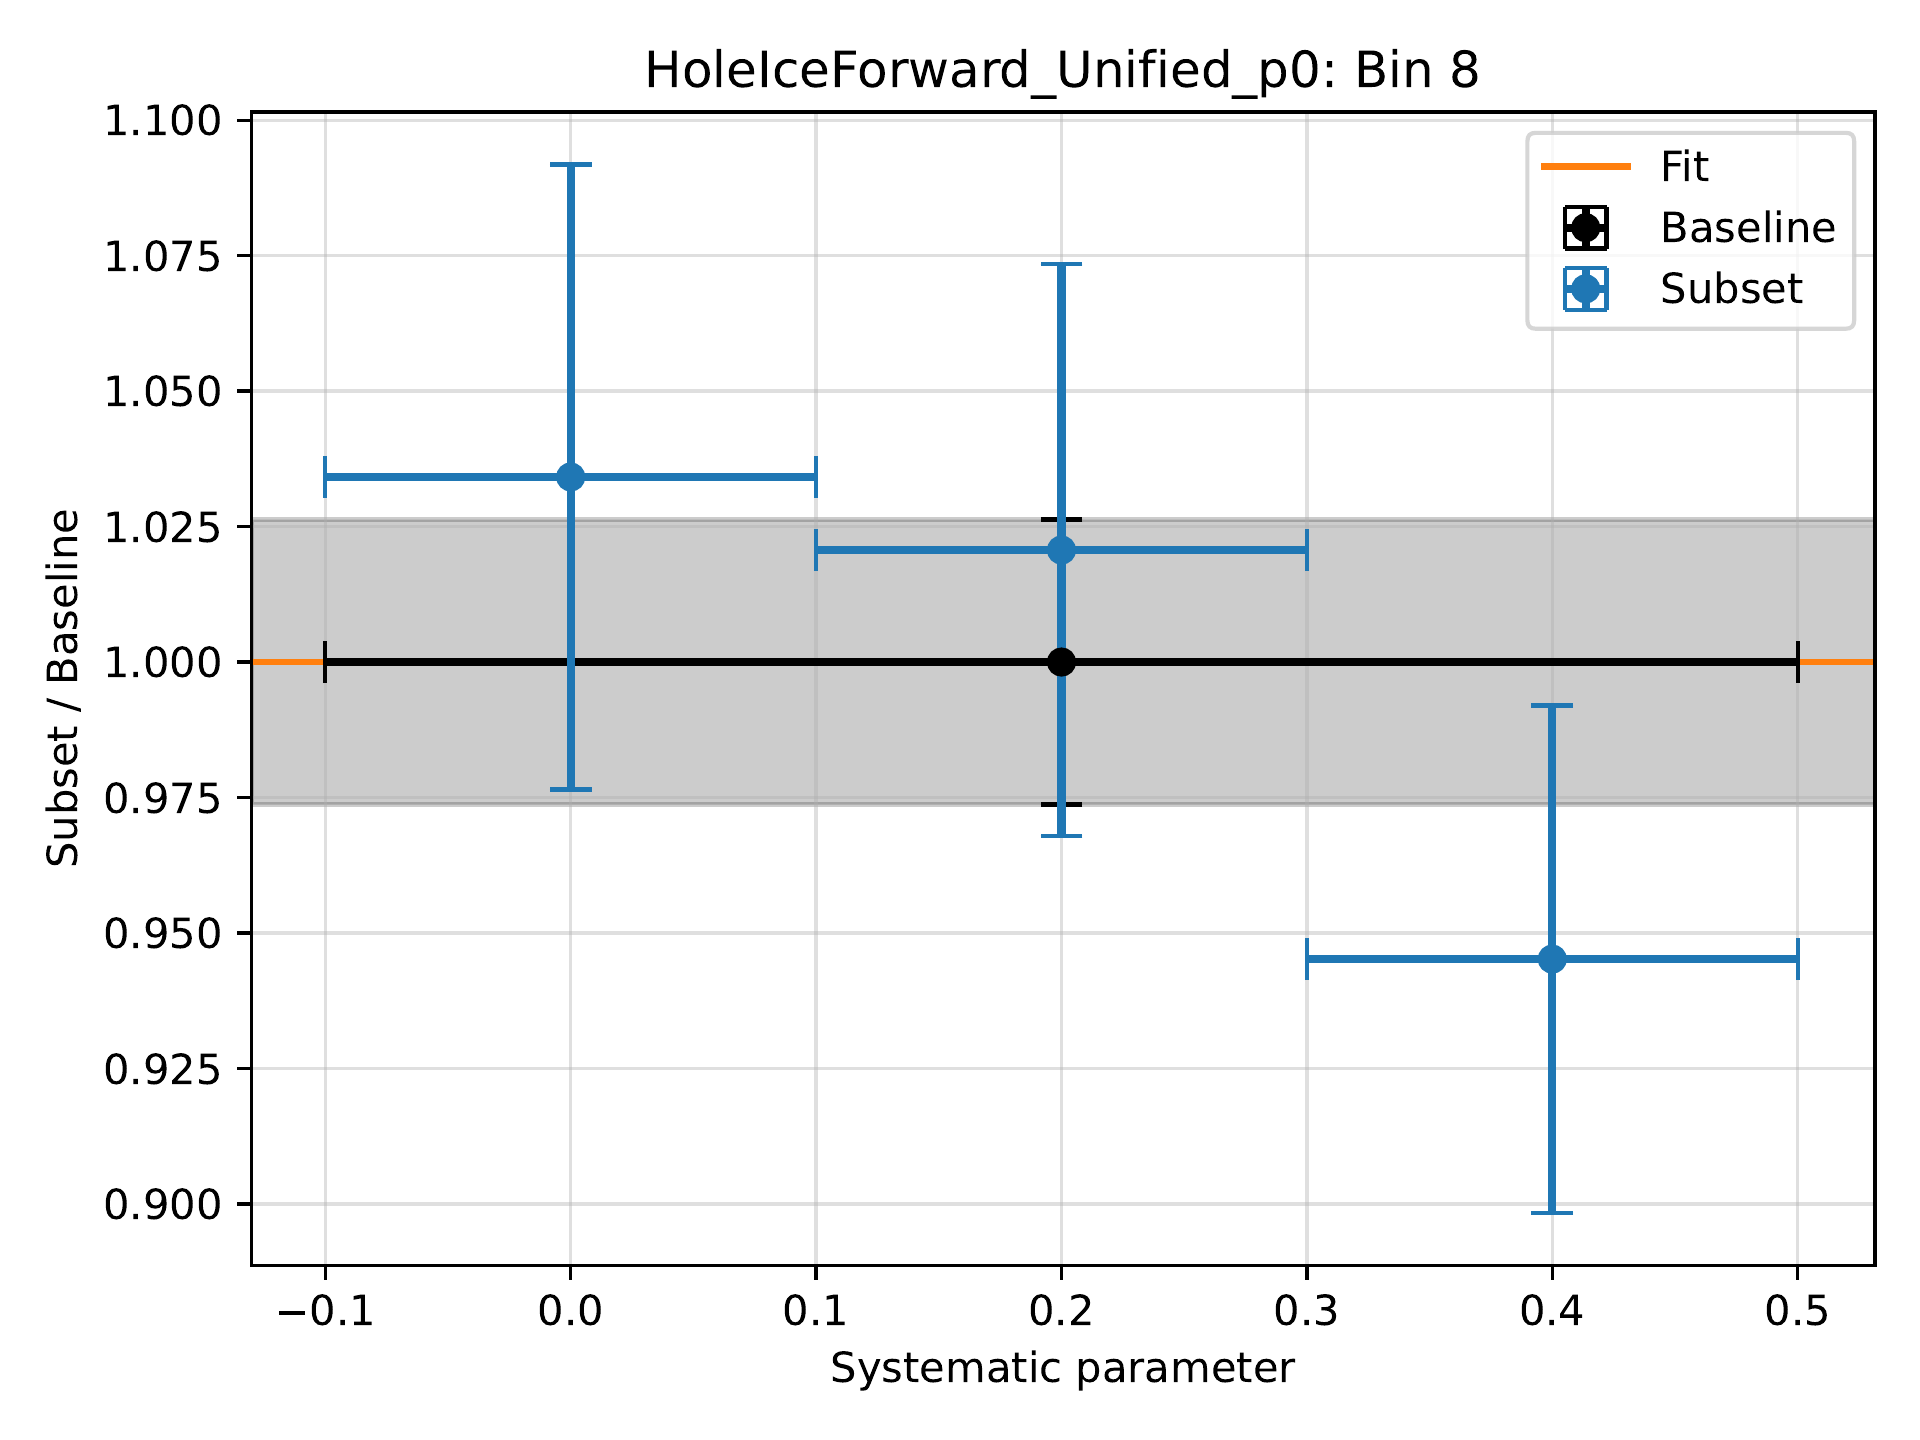 HoleIceForward_Unified_p0: Bin 8
1.100
1.075
1.050
1.025
1.000
0.975
0.950
0.925
0.900
Subset / Baseline
Fit
Baseline
Subset
−0.1 0.0 0.1 0.2 0.3 0.4 0.5
Systematic parameter